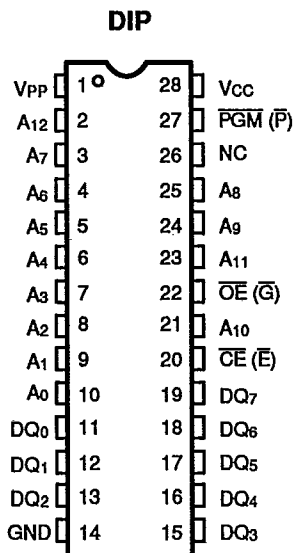 DIP
VPP 1 28 VCC
A12 2 27 PGM (P)
A7 3 26 NC
A6 4 25 A8
A5 5 24 A9
A4 6 23 A11
A3 7 22 OE (G)
A2 8 21 A10
A1 9 20 CE (E)
A0 10 19 DQ7
DQ0 11 18 DQ6
DQ1 12 17 DQ5
DQ2 13 16 DQ4
GND 14 15 DQ3